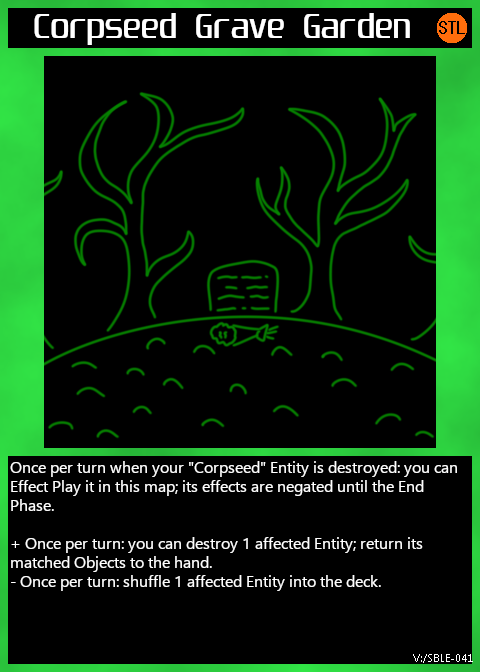 Corpseed Grave Garden
STL
Once per turn when your "Corpseed" Entity is destroyed: you can
Effect Play it in this map; its effects are negated until the End
Phase.
+ Once per turn: you can destroy 1 affected Entity; return its
matched Objects to the hand.
- Once per turn: shuffle 1 affected Entity into the deck.
V:/SBLE-041